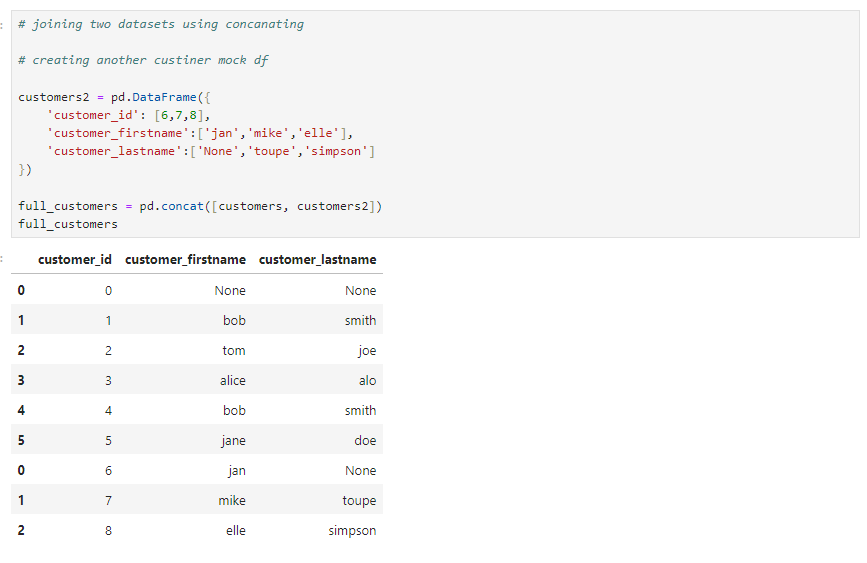 # joining two datasets using concanating
# creating another custiner mock df
customers2 = pd.DataFrame({
    'customer_id': [6,7,8],
    'customer_firstname':['jan','mike','elle'],
    'customer_lastname':['None','toupe','simpson']
})
full_customers = pd.concat([customers, customers2])
full_customers
customer_id customer_firstname customer_lastname
0 0 None None
1 1 bob smith
2 2 tom joe
3 3 alice alo
4 4 bob smith
5 5 jane doe
0 6 jan None
1 7 mike toupe
2 8 elle simpson